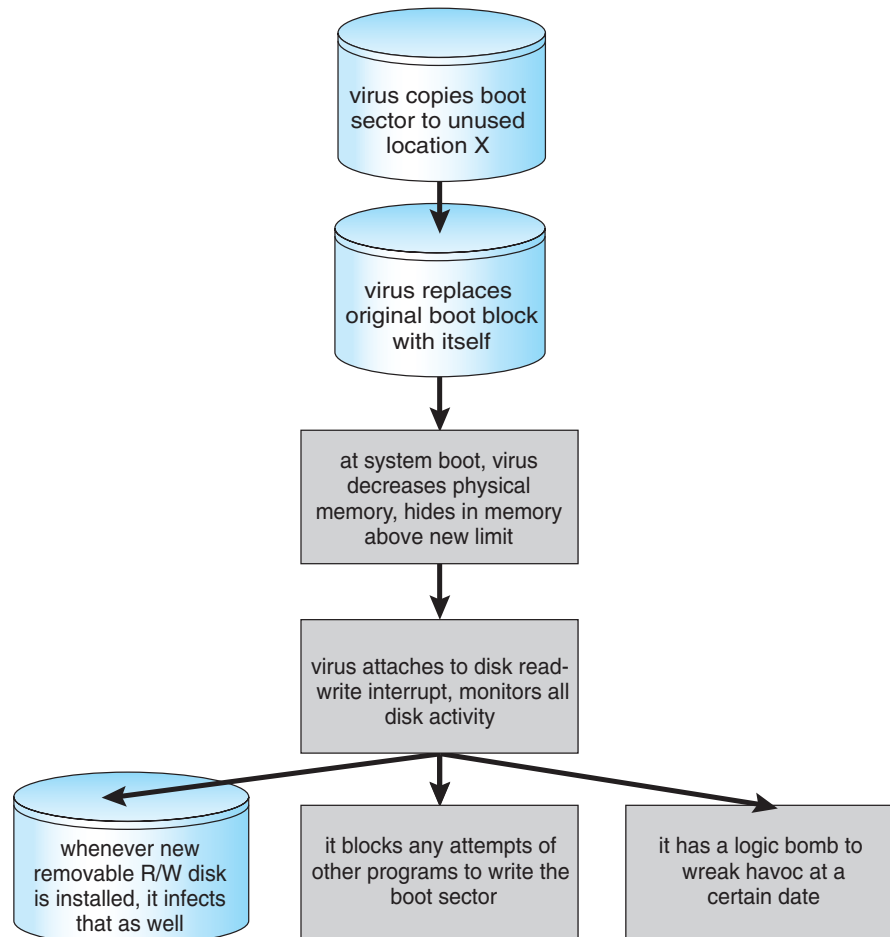 virus copies boot
sector to unused
location X
virus replaces
original boot block
with itself
at system boot, virus
decreases physical
memory, hides in memory
above new limit
virus attaches to disk read-
write interrupt, monitors all
disk activity
whenever new
removable R/W disk
is installed, it infects
that as well
it blocks any attempts of
other programs to write the
boot sector
it has a logic bomb to
wreak havoc at a
certain date